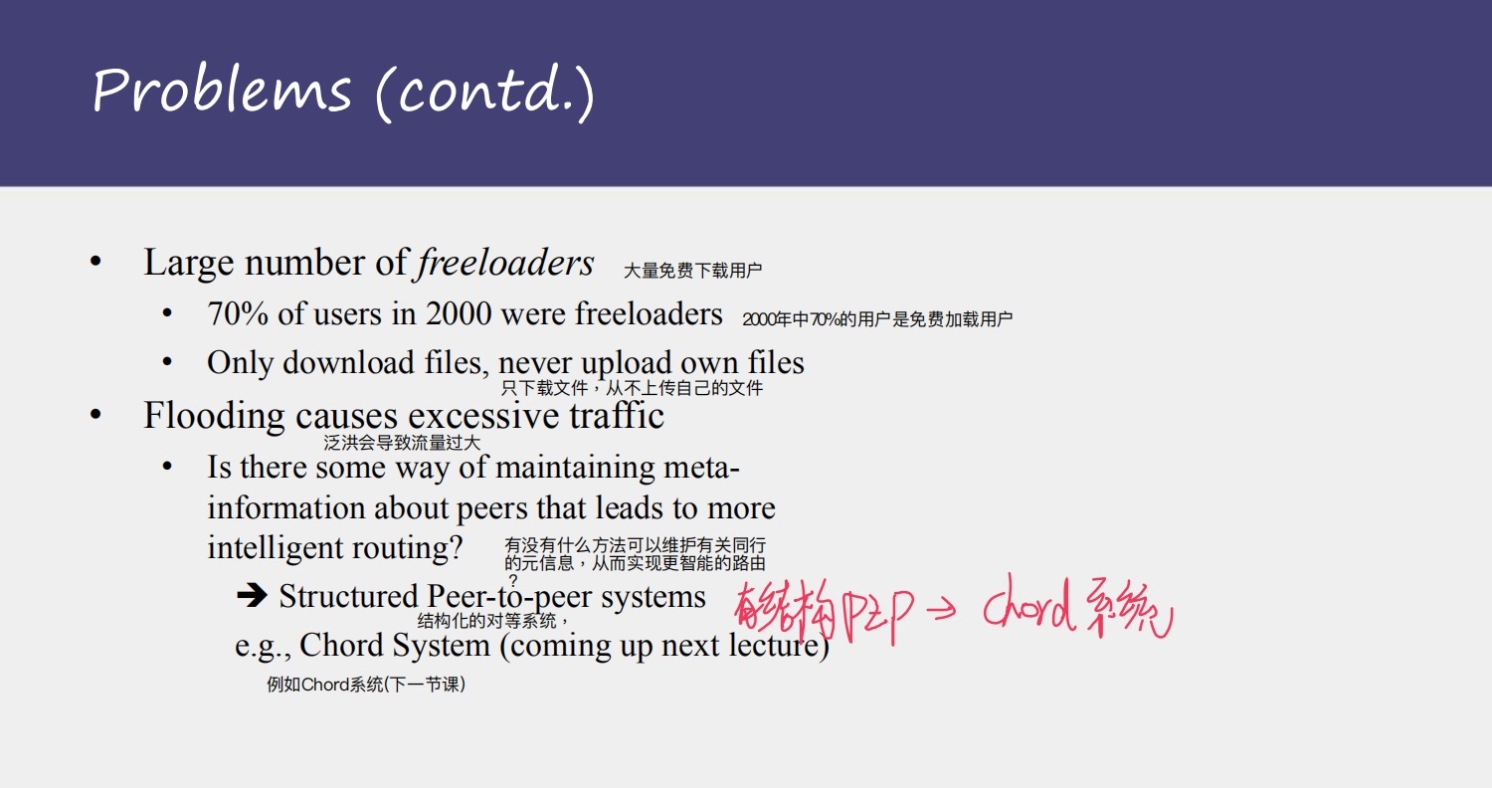 Problems (contd.)
• Large number of freeloaders 大量免费下载用户
• 70% of users in 2000 were freeloaders 2000年中70%的用户是免费加载用户
• Only download files, never upload own files
只下载文件，从不上传自己的文件
• Flooding causes excessive traffic
泛洪会导致流量过大
• Is there some way of maintaining meta-
information about peers that leads to more
intelligent routing? 有没有什么方法可以维护有关同行
的元信息，从而实现更智能的路由
？
➔ Structured Peer-to-peer systems 有结构P2P → Chord系统
结构化的对等系统，
e.g., Chord System (coming up next lecture)
例如Chord系统(下一节课)